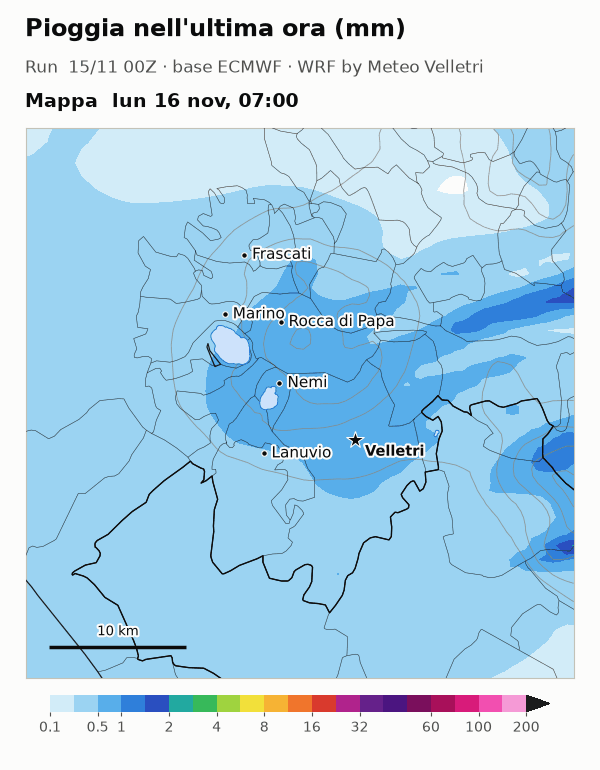 Pioggia nell'ultima ora (mm)
Run  15/11 00Z · base ECMWF · WRF by Meteo Velletri
Mappa  lun 16 nov, 07:00
Frascati
Marino
Rocca di Papa
Nemi
Velletri
Lanuvio
10 km
0.1 0.5 1 2 4 8 16 32 60 100 200